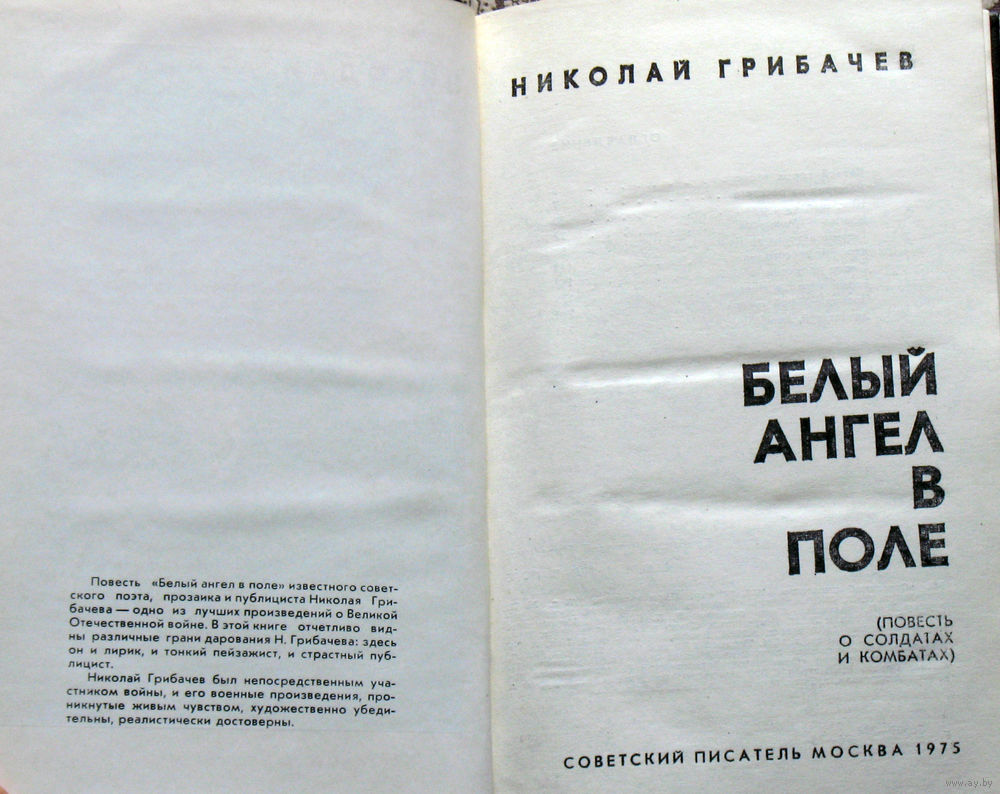 Повесть «Белый ангел в поле» известного совет-
ского поэта, прозаика и публициста Николая Гри-
бачева — одно из лучших произведений о Великой
Отечественной войне. В этой книге отчетливо вид-
ны различные грани дарования Н. Грибачева: здесь
он и лирик, и тонкий пейзажист, и страстный пуб-
лицист.
Николай Грибачев был непосредственным уча-
стником войны, и его военные произведения, про-
никнутые живым чувством, художественно убеди-
тельны, реалистически достоверны.
НИКОЛАЙ ГРИБАЧЕВ
БЕЛЫЙ
АНГЕЛ
В
ПОЛЕ
(ПОВЕСТЬ
О СОЛДАТАХ
И КОМБАТАХ)
СОВЕТСКИЙ ПИСАТЕЛЬ МОСКВА 1975
www.ay.by